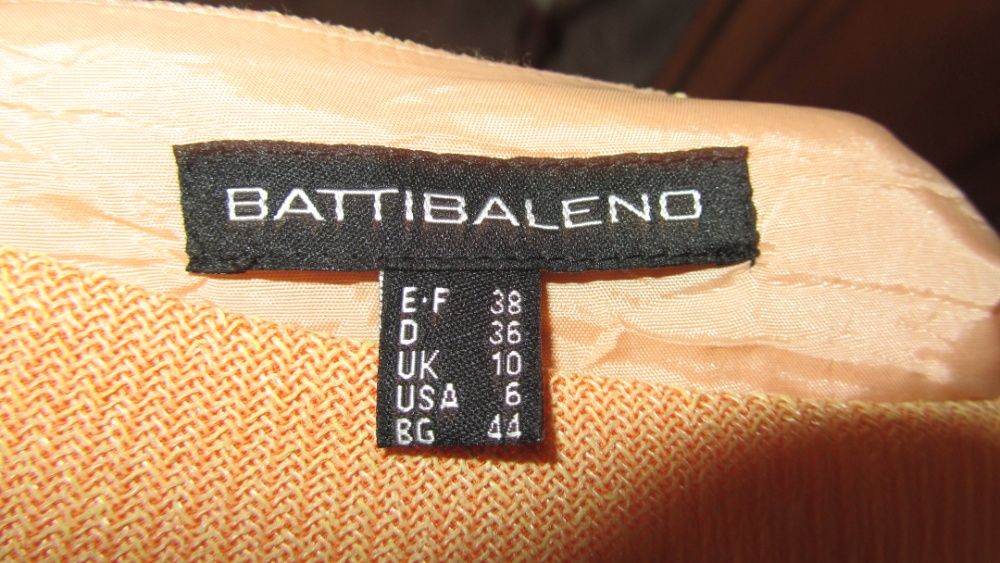 BATTIBALENO
E·F 38
D 36
UK 10
USA 6
BG 44